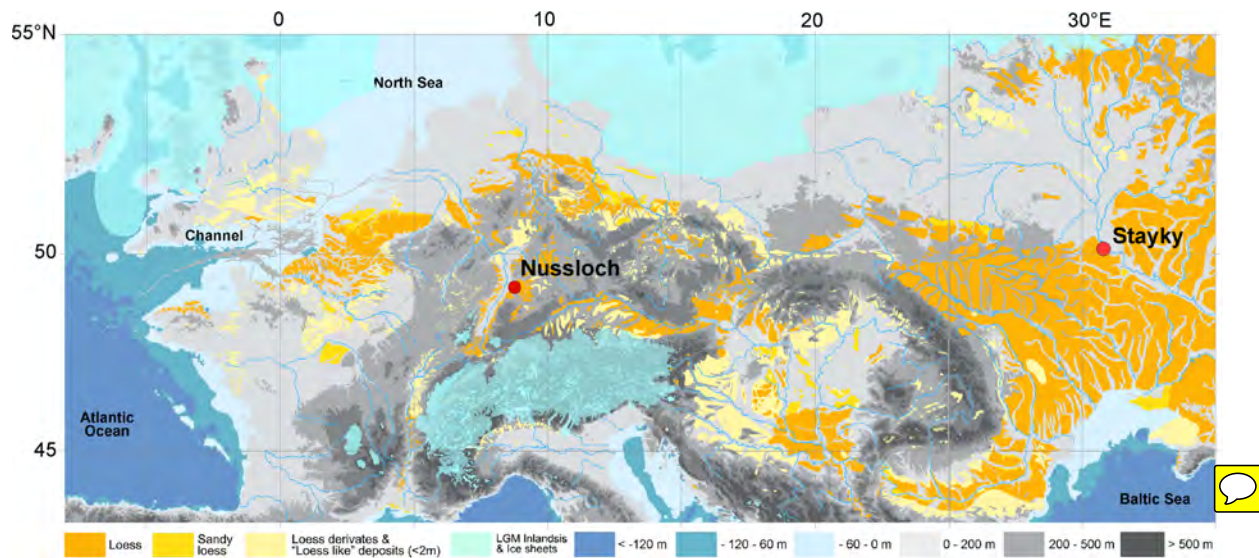 0 10 20 30°E
55°N
North Sea
Channel
50
Stayky
Nussloch
Atlantic
Ocean
45
Baltic Sea
Loess
Sandy
loess
Loess derivates &
"Loess like" deposits (<2m)
LGM Inlandsis
& Ice sheets
< -120 m
- 120 - 60 m
- 60 - 0 m
0 - 200 m
200 - 500 m
> 500 m